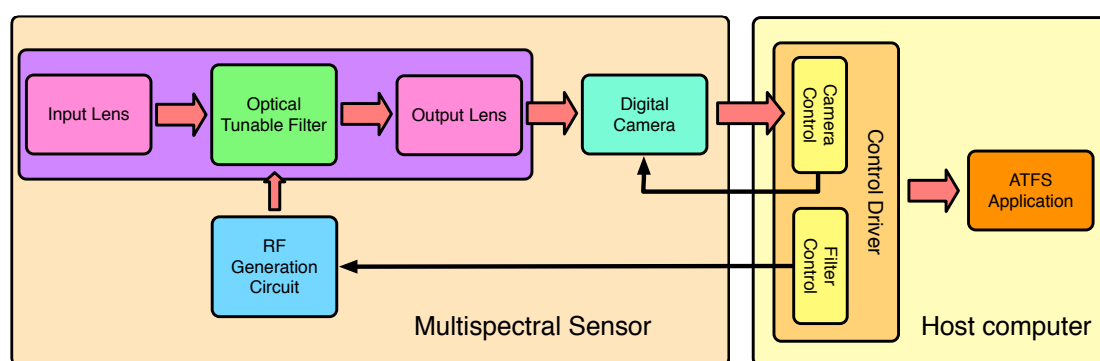 Input Lens
Optical
Tunable Filter
Output Lens
Digital
Camera
Camera
Control
Control Driver
ATFS
Application
RF
Generation
Circuit
Filter
Control
Multispectral Sensor
Host computer